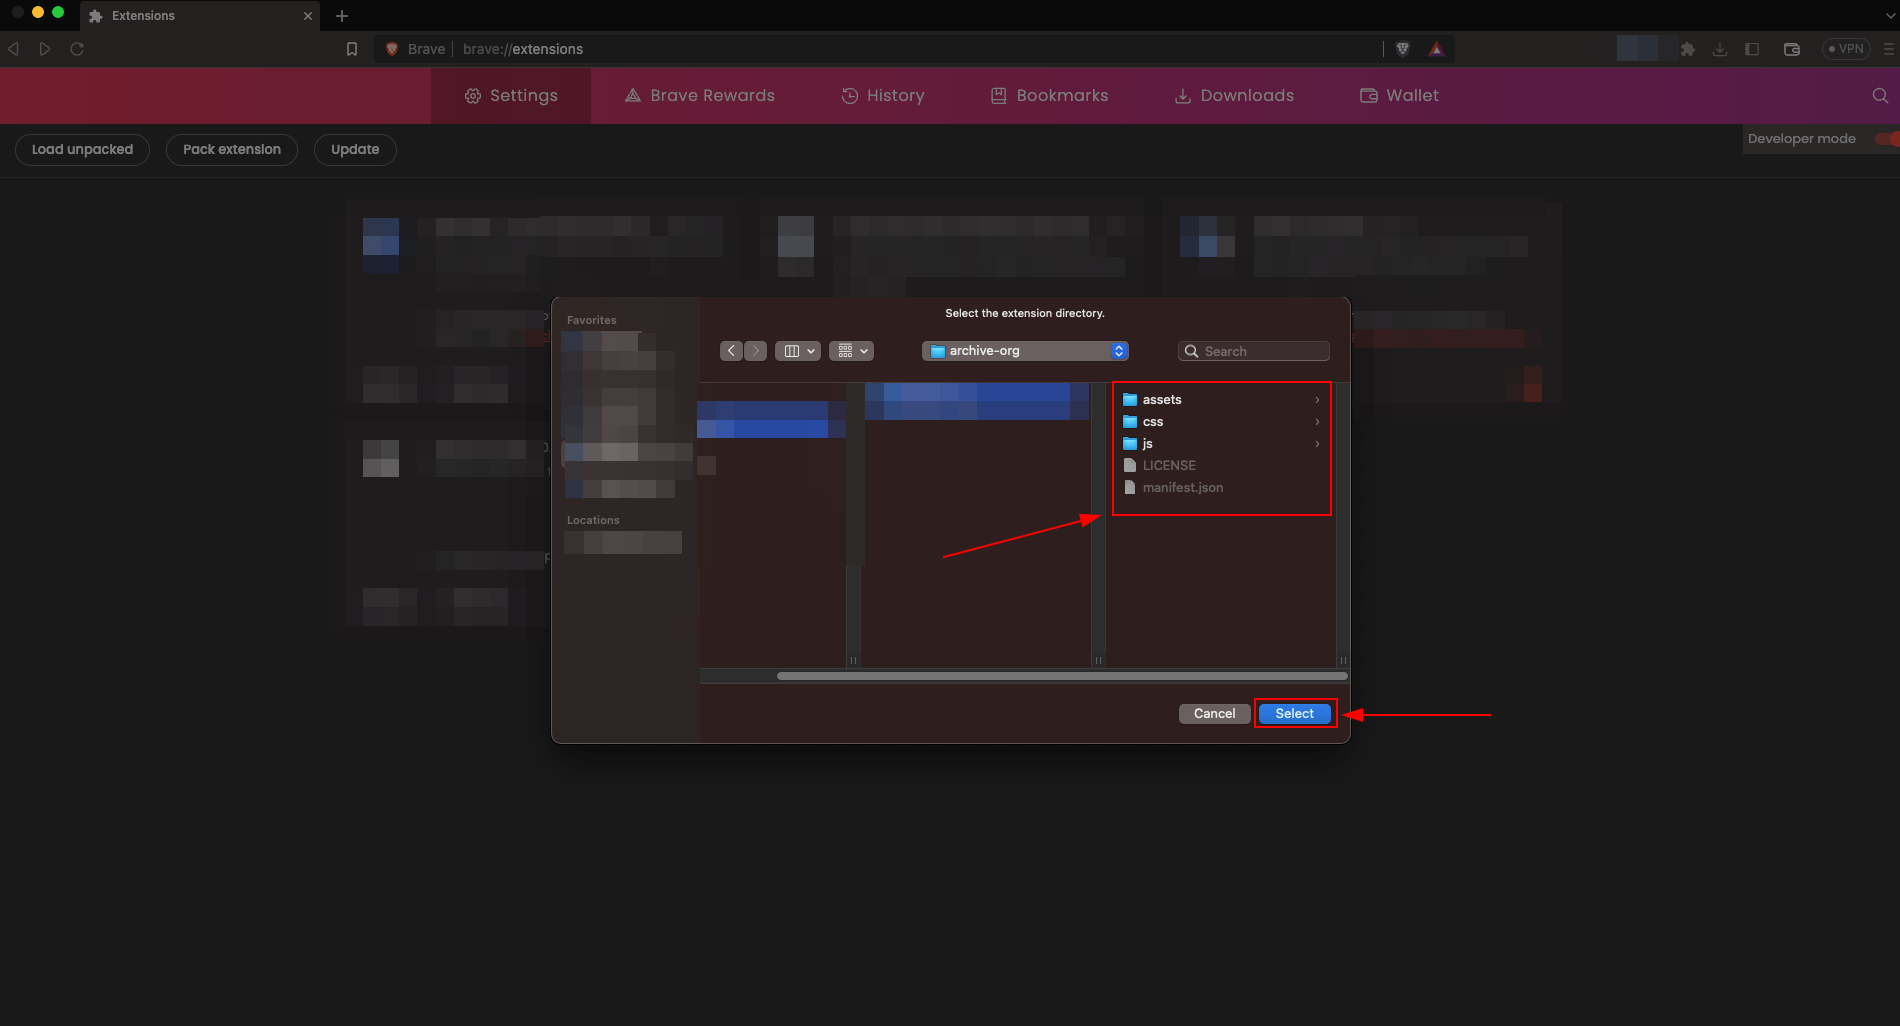 Extensions
Brave
brave://extensions
VPN
Settings
Brave Rewards
History
Bookmarks
Downloads
Wallet
Load unpacked
Pack extension
Update
Developer mode
Select the extension directory.
Favorites
archive-org
Search
assets
css
js
LICENSE
manifest.json
Locations
Cancel
Select